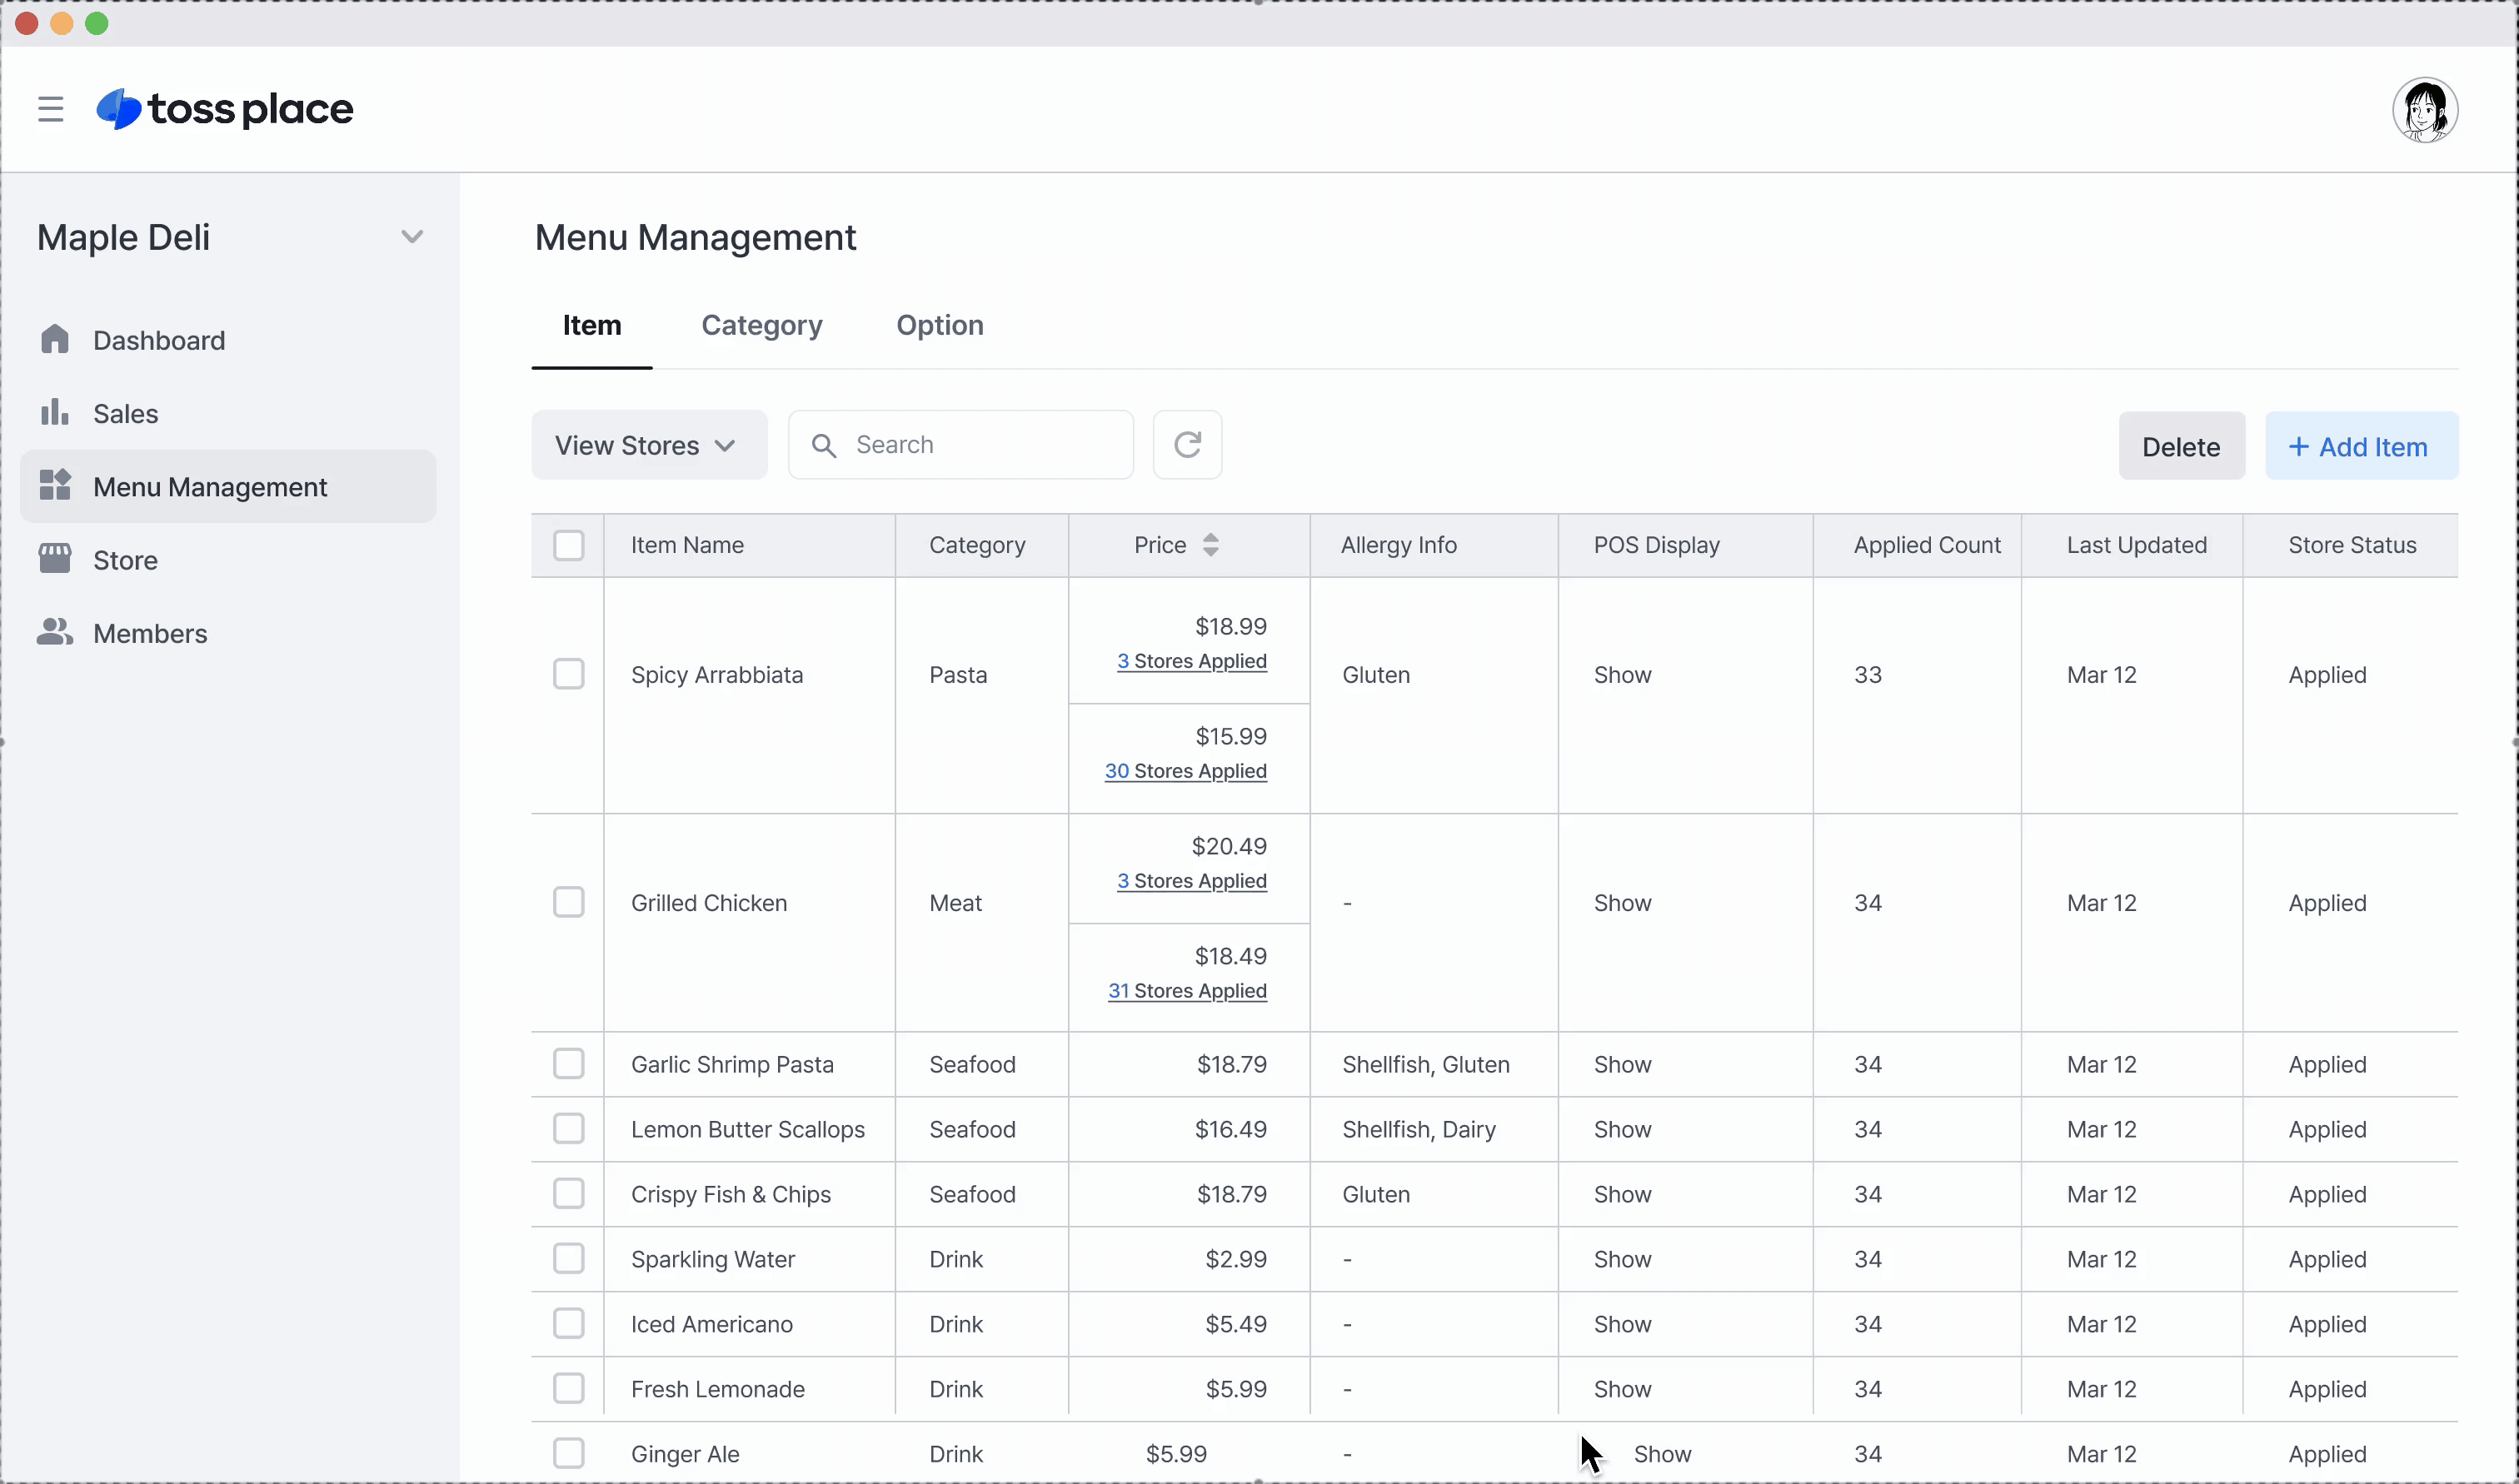 toss place
Maple Deli
Dashboard
Sales
Menu Management
Store
Members
Menu Management
Item Category Option
View Stores Search Delete + Add Item
Item Name Category Price Allergy Info POS Display Applied Count Last Updated Store Status
$18.99
3 Stores Applied
Spicy Arrabbiata Pasta Gluten Show 33 Mar 12 Applied
$15.99
30 Stores Applied
$20.49
3 Stores Applied
Grilled Chicken Meat - Show 34 Mar 12 Applied
$18.49
31 Stores Applied
Garlic Shrimp Pasta Seafood $18.79 Shellfish, Gluten Show 34 Mar 12 Applied
Lemon Butter Scallops Seafood $16.49 Shellfish, Dairy Show 34 Mar 12 Applied
Crispy Fish & Chips Seafood $18.79 Gluten Show 34 Mar 12 Applied
Sparkling Water Drink $2.99 - Show 34 Mar 12 Applied
Iced Americano Drink $5.49 - Show 34 Mar 12 Applied
Fresh Lemonade Drink $5.99 - Show 34 Mar 12 Applied
Ginger Ale Drink $5.99 - Show 34 Mar 12 Applied